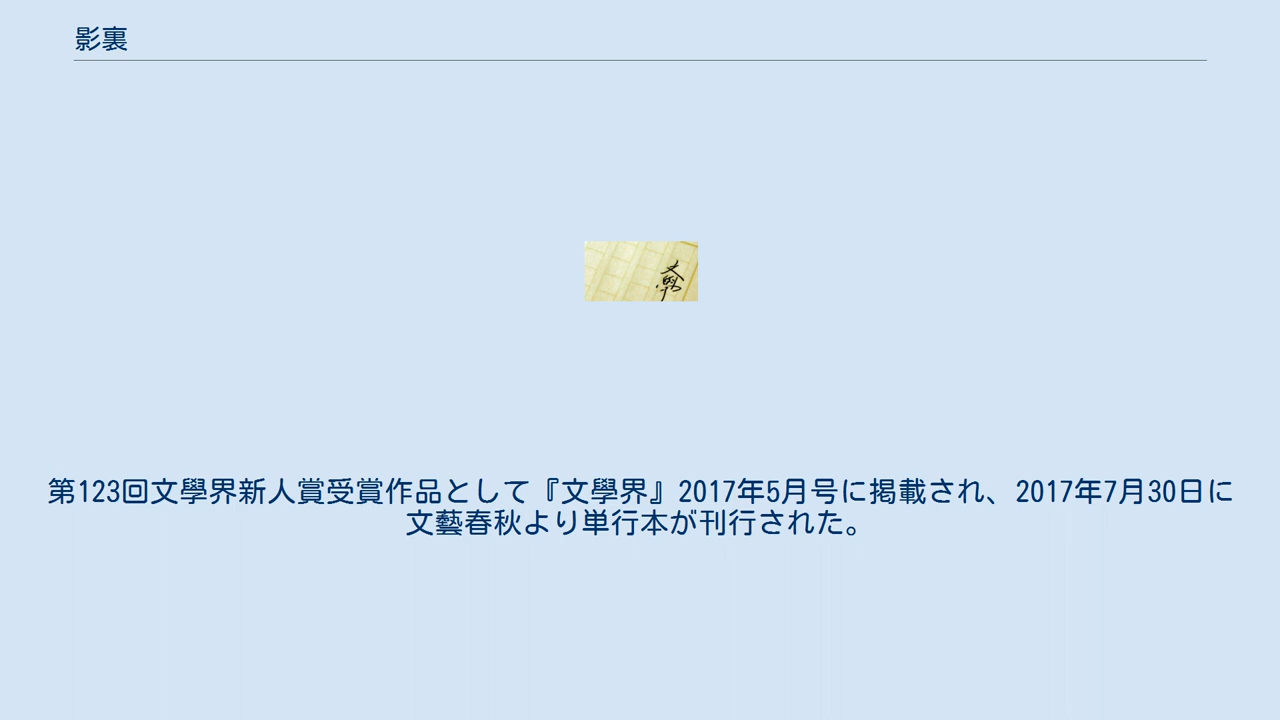 影裏
文學
第123回文學界新人賞受賞作品として『文學界』2017年5月号に掲載され、2017年7月30日に
文藝春秋より単行本が刊行された。